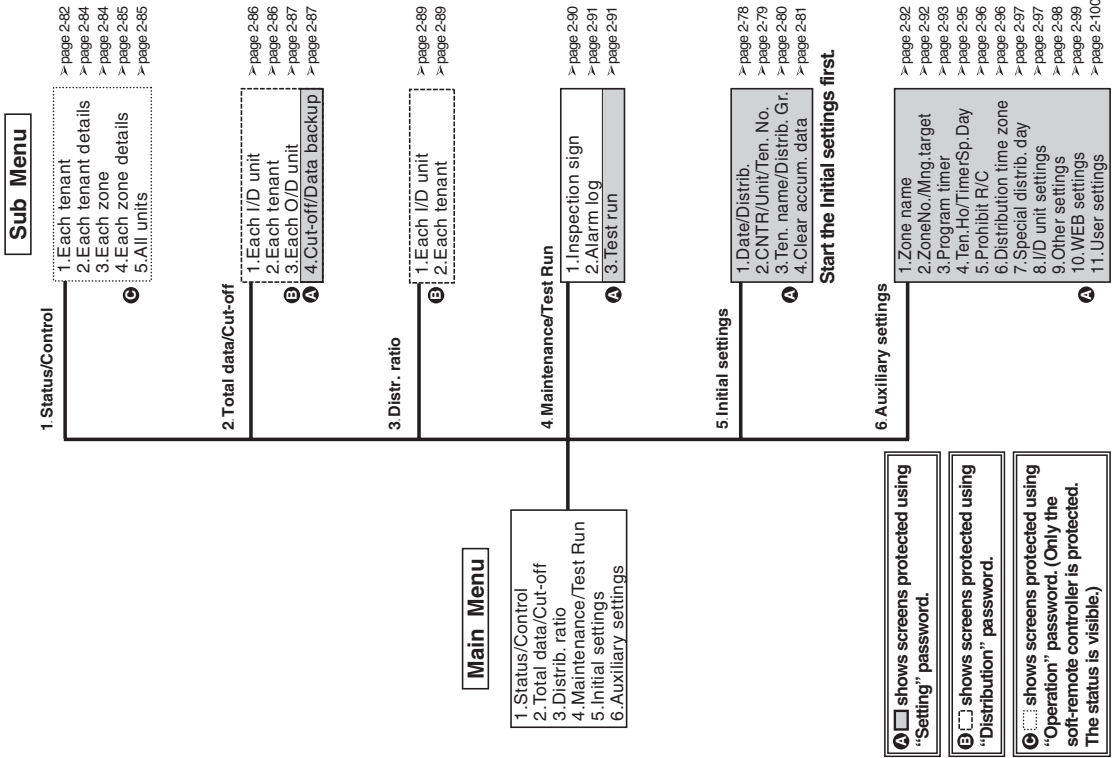 Sub Menu
Main Menu
1.Status/Control
2.Total data/Cut-off
3.Distrib. ratio
4.Maintenance/Test Run
5.Initial settings
6.Auxiliary settings
1.Status/Control
C
1.Each tenant
2.Each tenant details
3.Each zone
4.Each zone details
5.All units
➢page 2-82
➢page 2-84
➢page 2-84
➢page 2-85
➢page 2-85
2.Total data/Cut-off
B
A
1.Each I/D unit
2.Each tenant
3.Each O/D unit
4.Cut-off/Data backup
➢page 2-86
➢page 2-86
➢page 2-87
➢page 2-87
3.Distr. ratio
B
1.Each I/D unit
2.Each tenant
➢page 2-89
➢page 2-89
4.Maintenance/Test Run
A
1.Inspection sign
2.Alarm log
3.Test run
➢page 2-90
➢page 2-91
➢page 2-91
5.Initial settings
A
1.Date/Distrib.
2.CNTR/Unit/Ten. No.
3.Ten. name/Distrib. Gr.
4.Clear accum. data
➢page 2-78
➢page 2-79
➢page 2-80
➢page 2-81
Start the Initial settings first.
6.Auxiliary settings
A
1.Zone name
2.ZoneNo./Mng.target
3.Program timer
4.Ten.Ho/TimerSp.Day
5.Prohibit R/C
6.Distribution time zone
7.Special distrib. day
8.I/D unit settings
9.Other settings
10.WEB settings
11.User settings
➢page 2-92
➢page 2-92
➢page 2-93
➢page 2-95
➢page 2-96
➢page 2-96
➢page 2-97
➢page 2-97
➢page 2-98
➢page 2-99
➢page 2-100
A shows screens protected using
“Setting” password.
B shows screens protected using
“Distribution” password.
C shows screens protected using
“Operation” password. (Only the
soft-remote controller is protected.
The status is visible.)